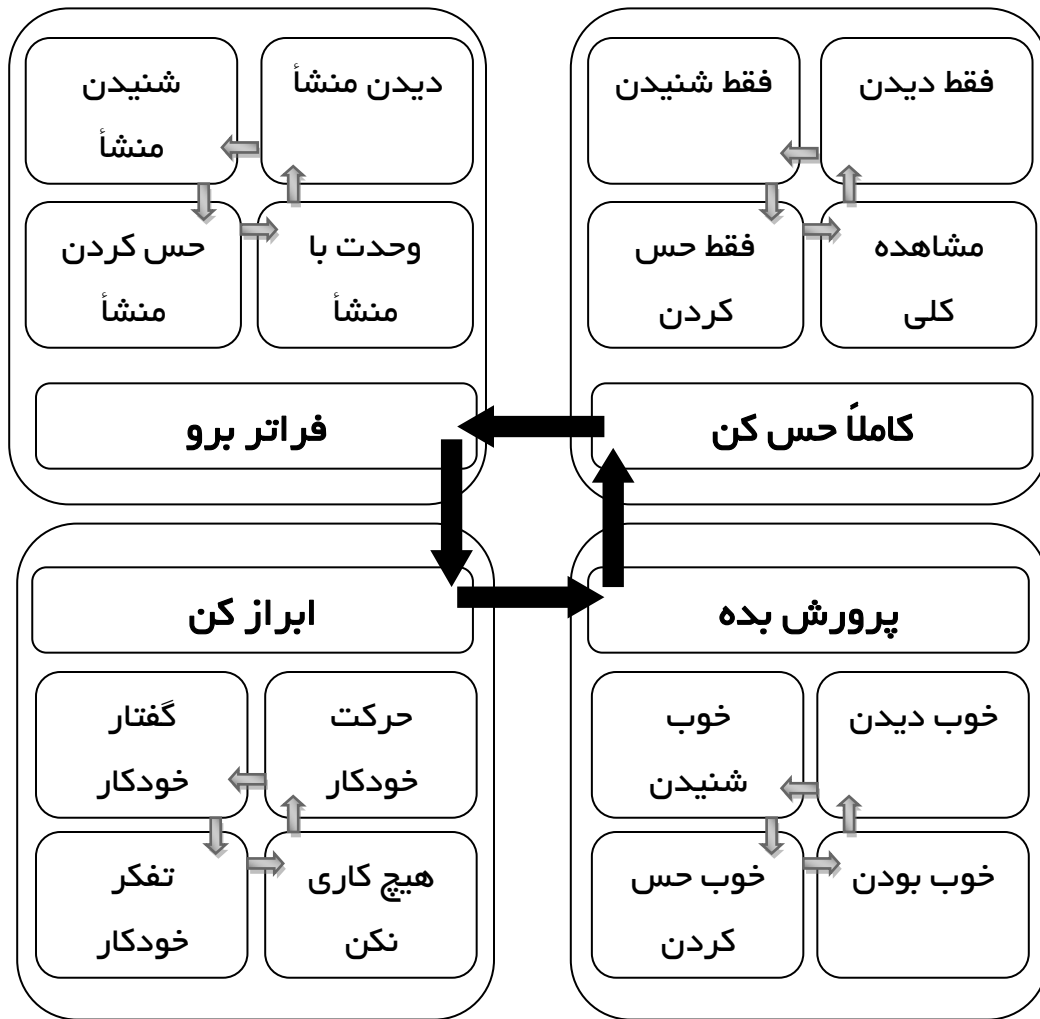 دیدن منشأ
شنیدن
منشأ
وحدت با
منشأ
حس کردن
منشأ
فراتر برو
فقط دیدن
فقط شنیدن
مشاهده
کلی
فقط حس
کردن
کاملاً حس کن
ابراز کن
حرکت
خودکار
گفتار
خودکار
هیچ کاری
نکن
تفکر
خودکار
پرورش بده
خوب دیدن
خوب
شنیدن
خوب بودن
خوب حس
کردن